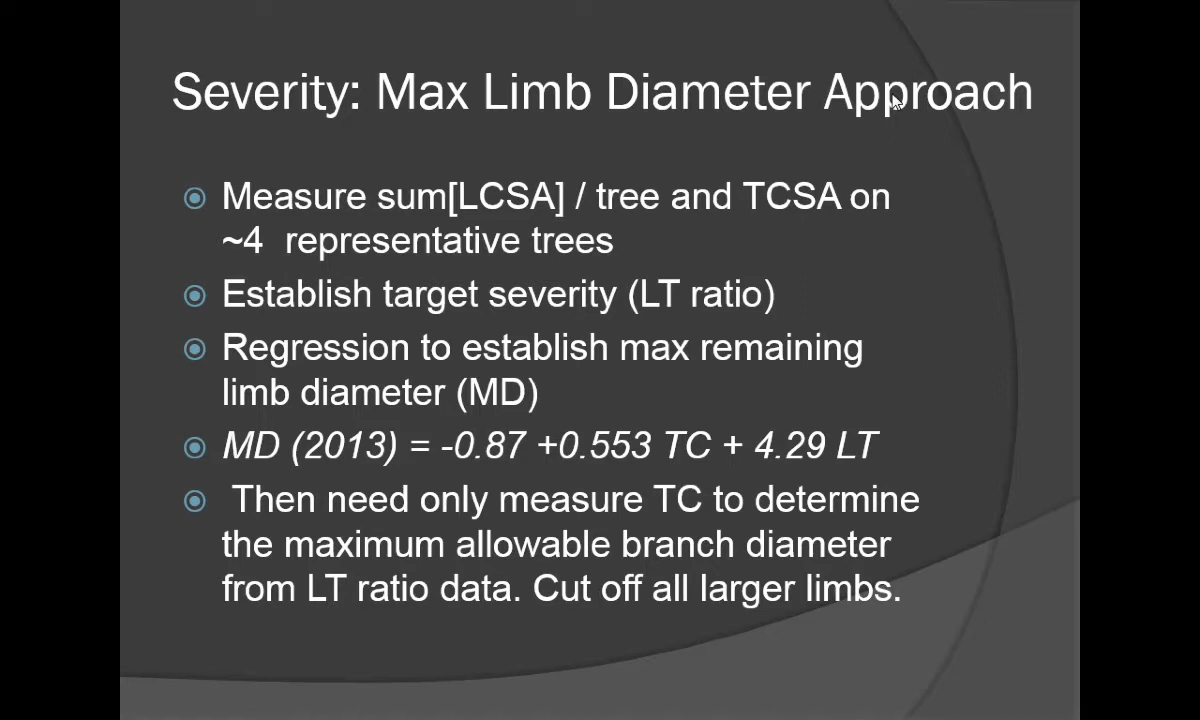 Severity: Max Limb Diameter Approach
Measure sum[LCSA] / tree and TCSA on
~4 representative trees
Establish target severity (LT ratio)
Regression to establish max remaining
limb diameter (MD)
MD (2013) = -0.87 +0.553 TC + 4.29 LT
Then need only measure TC to determine
the maximum allowable branch diameter
from LT ratio data. Cut off all larger limbs.